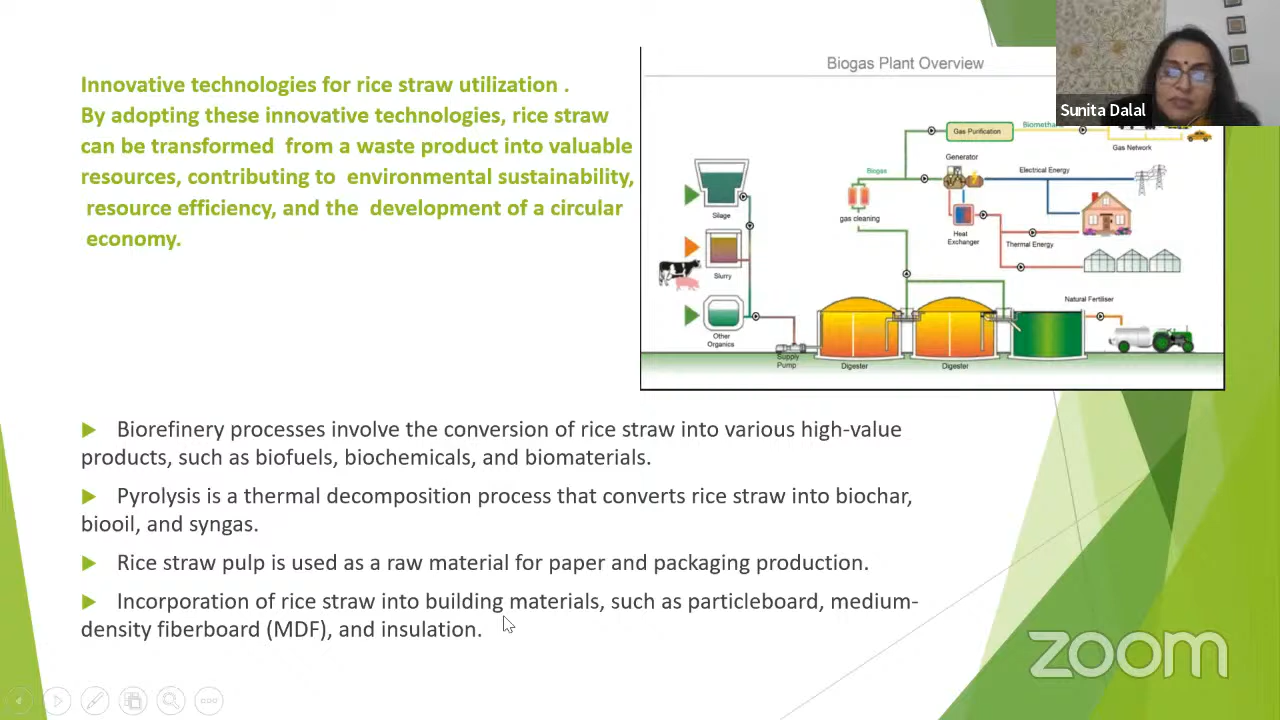 Innovative technologies for rice straw utilization .
By adopting these innovative technologies, rice straw
can be transformed from a waste product into valuable
resources, contributing to environmental sustainability,
resource efficiency, and the development of a circular
economy.
Biogas Plant Overview
Sunita Dalal
Gas Purification
Gas Network
Generator
Biogas
Electrical Energy
Silage
gas cleaning
Heat
Exchanger
Thermal Energy
Slurry
Natural Fertiliser
Other
Organics
Supply
Pump
Digester
Digester
Biorefinery processes involve the conversion of rice straw into various high-value
products, such as biofuels, biochemicals, and biomaterials.
Pyrolysis is a thermal decomposition process that converts rice straw into biochar,
biooil, and syngas.
Rice straw pulp is used as a raw material for paper and packaging production.
Incorporation of rice straw into building materials, such as particleboard, medium-
density fiberboard (MDF), and insulation.
zoom